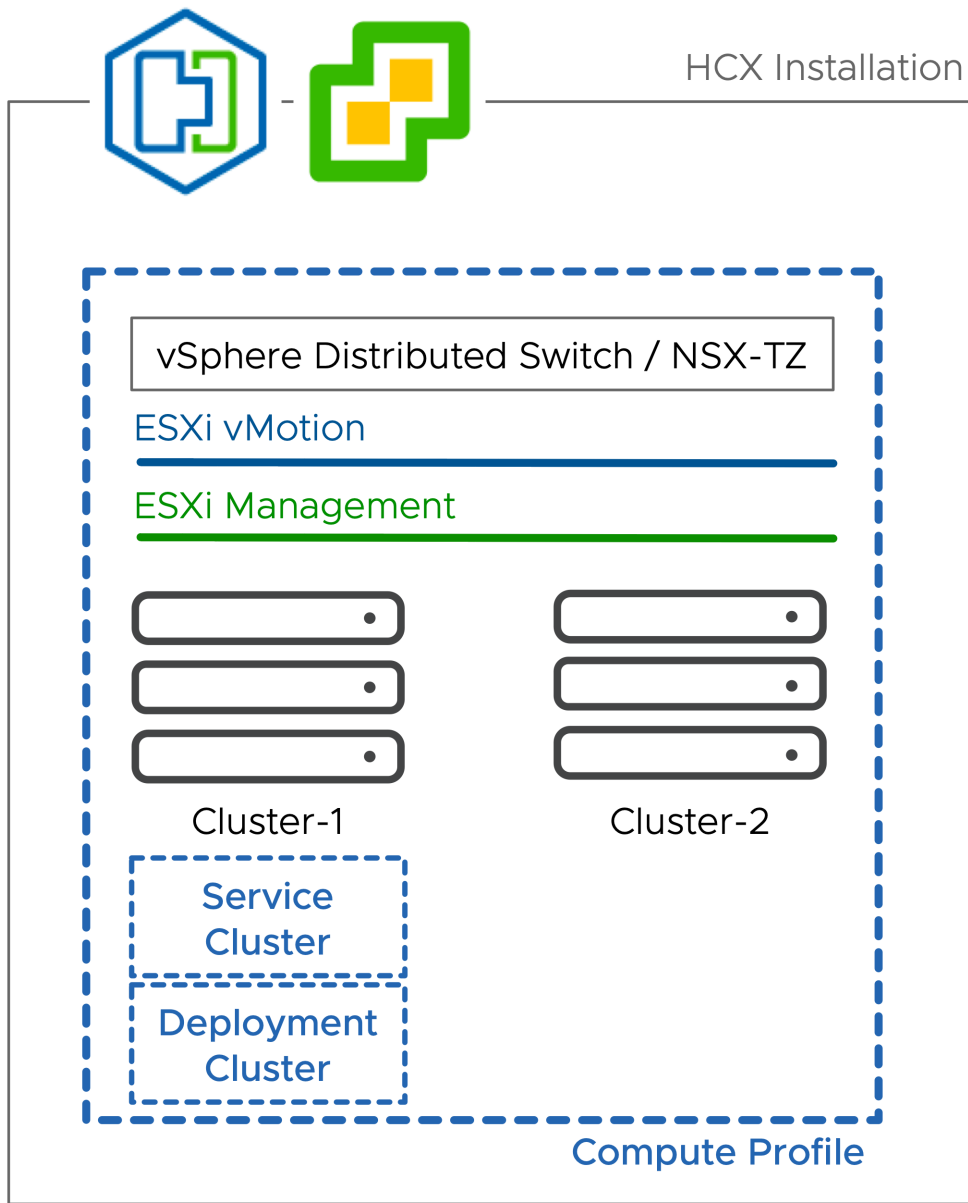 HCX Installation
vSphere Distributed Switch / NSX-TZ
ESXi vMotion
ESXi Management
Cluster-1
Cluster-2
Service
Cluster
Deployment
Cluster
Compute Profile